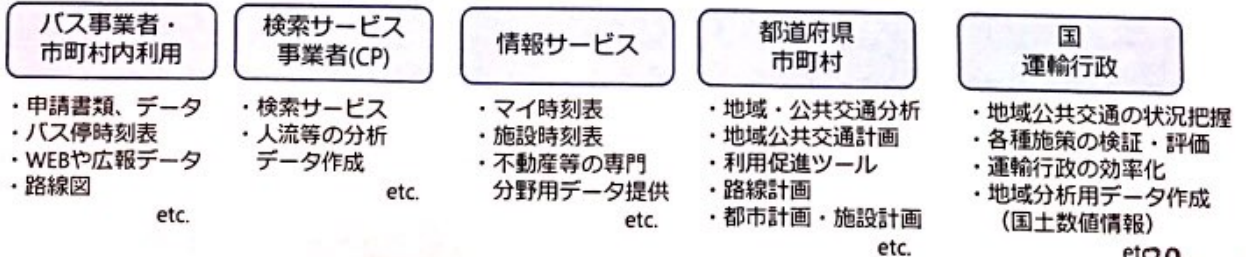 バス事業者・
市町村内利用
・申請書類、データ
・バス停時刻表
・WEBや広報データ
・路線図
etc.
検索サービス
事業者(CP)
・検索サービス
・人流等の分析
データ作成
etc.
情報サービス
・マイ時刻表
・施設時刻表
・不動産等の専門
分野用データ提供
etc.
都道府県
市町村
・地域・公共交通分析
・地域公共交通計画
・利用促進ツール
・路線計画
・都市計画・施設計画
etc.
国
運輸行政
・地域公共交通の状況把握
・各種施策の検証・評価
・運輸行政の効率化
・地域分析用データ作成
（国土数値情報）